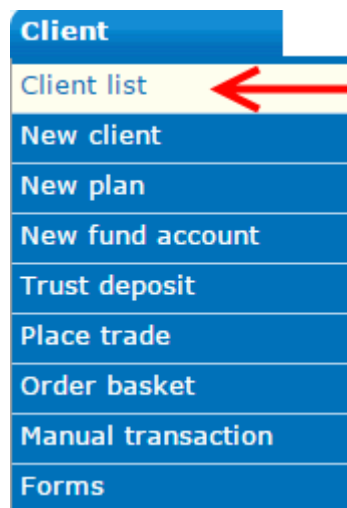 Client
Client list
New client
New plan
New fund account
Trust deposit
Place trade
Order basket
Manual transaction
Forms